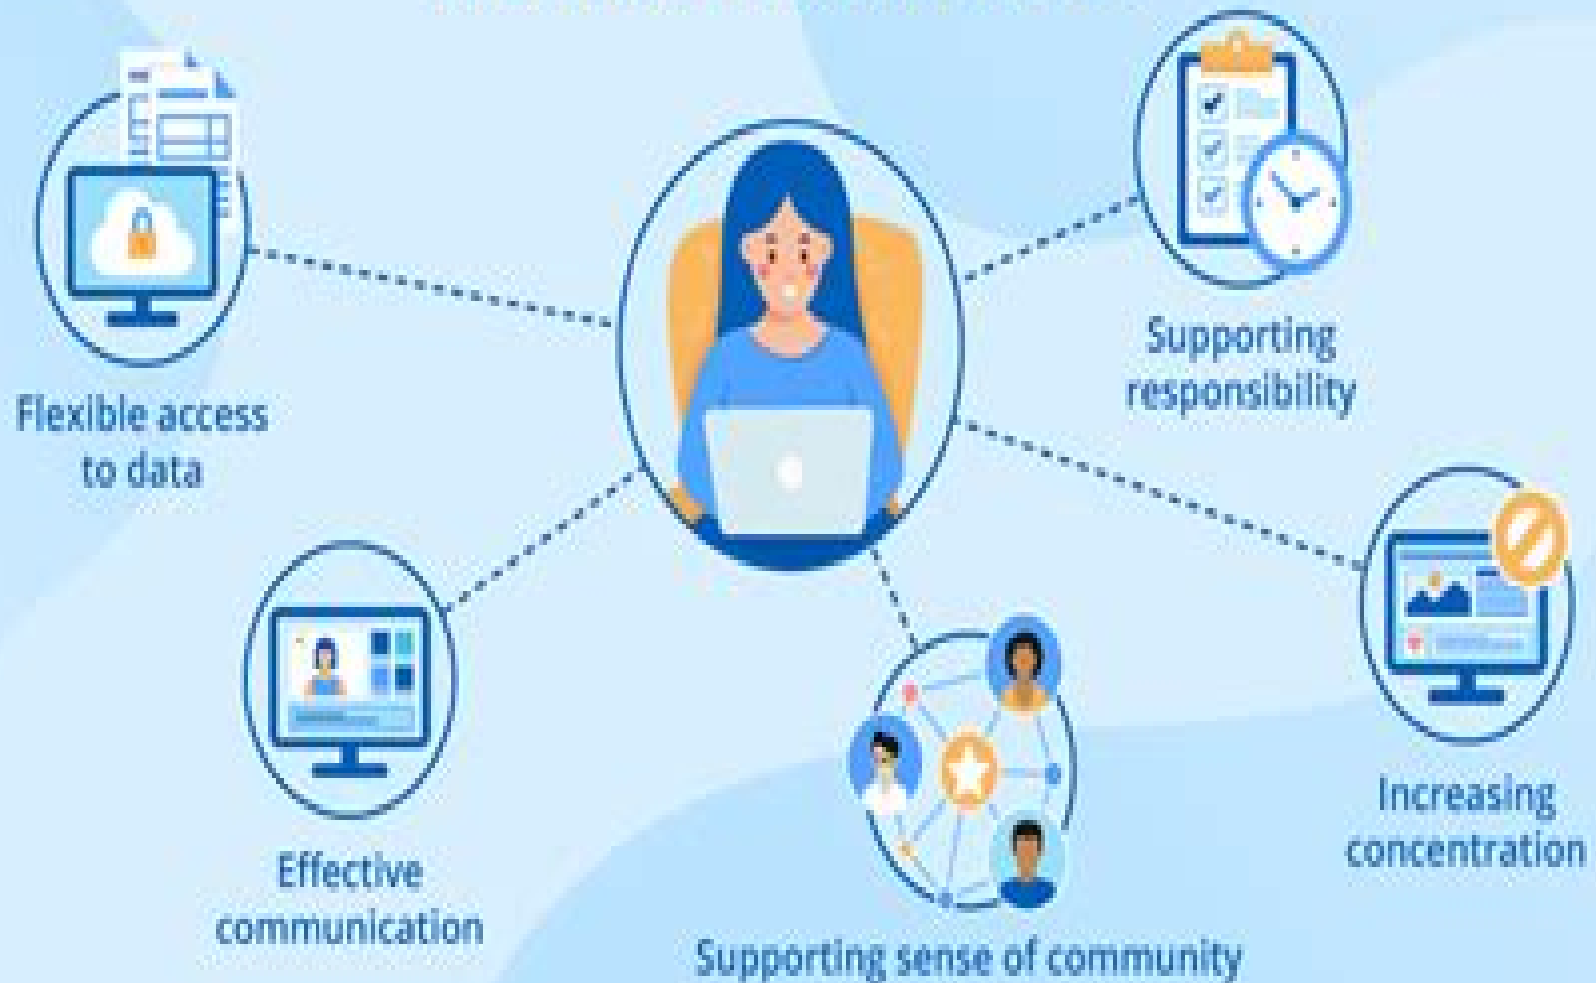 Supporting
responsibility
Flexible access
to data
Increasing
concentration
Effective
communication
Supporting sense of community